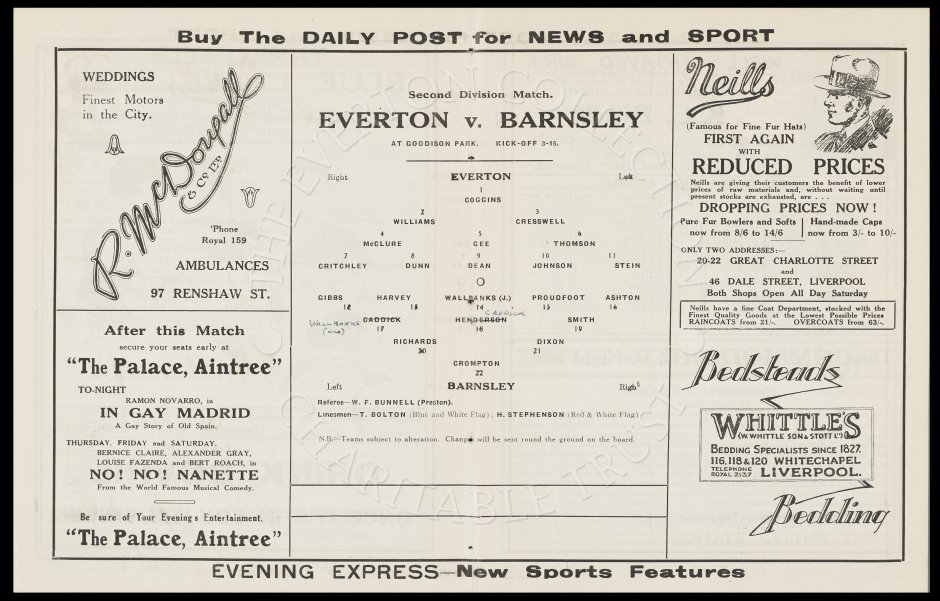 Buy The DAILY POST for NEWS and SPORT
WEDDINGS
Finest Motors
in the City.
R. McDougall
& CO LTD
'Phone
Royal 159
AMBULANCES
97 RENSHAW ST.
After this Match
secure your seats early at
"The Palace, Aintree"
TO-NIGHT
RAMON NOVARRO, in
IN GAY MADRID
A Gay Story of Old Spain.
THURSDAY, FRIDAY and SATURDAY.
BERNICE CLAIRE, ALEXANDER GRAY,
LOUISE FAZENDA and BERT ROACH, in
NO! NO! NANETTE
From the World Famous Musical Comedy.
Be sure of Your Evening's Entertainment,
"The Palace, Aintree"
Second Division Match.
EVERTON v. BARNSLEY
AT GOODISON PARK. KICK-OFF 3-15.
Right EVERTON Left
1
COGGINS
2 3
WILLIAMS CRESSWELL
4 5 6
McCLURE GEE THOMSON
7 8 9 10 11
CRITCHLEY DUNN DEAN JOHNSON STEIN
O
GIBBS HARVEY WALLBANKS (J.) PROUDFOOT ASHTON
12 13 14 15 16
WALLBANKS CADDICK HENDERSON CADDICK SMITH
17 18 19
RICHARDS DIXON
20 21
CROMPTON
22
Left BARNSLEY Right
Referee—W. F. BUNNELL (Preston).
Linesmen—T. BOLTON (Blue and White Flag) ; H. STEPHENSON (Red & White Flag)
N.B.—Teams subject to alteration. Changes will be sent round the ground on the board.
Neills
(Famous for Fine Fur Hats)
FIRST AGAIN
WITH
REDUCED PRICES
Neills are giving their customers the benefit of lower
prices of raw materials and, without waiting until
present stocks are exhausted, are . . .
DROPPING PRICES NOW!
Pure Fur Bowlers and Softs
now from 8/6 to 14/6
Hand-made Caps
now from 3/- to 10/-
ONLY TWO ADDRESSES:—
20-22 GREAT CHARLOTTE STREET
and
46 DALE STREET, LIVERPOOL
Both Shops Open All Day Saturday
Neills have a fine Coat Department, stocked with the
Finest Quality Goods at the Lowest Possible Prices
RAINCOATS from 21/-. OVERCOATS from 63/-.
Bedsteads
WHITTLE'S
(W. WHITTLE SON & STOTT LTD)
BEDDING SPECIALISTS SINCE 1827.
116, 118 & 120 WHITECHAPEL
TELEPHONE
ROYAL 2137
LIVERPOOL.
Bedding
EVENING EXPRESS—New Sports Features
THE EVERTON COLLECTION
CHARITABLE TRUST